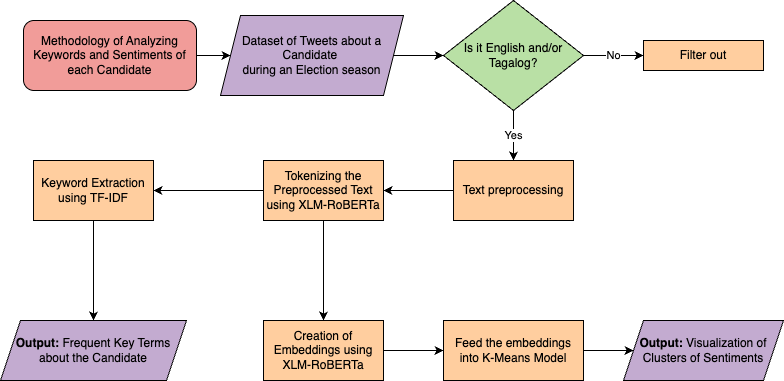 Methodology of Analyzing
Keywords and Sentiments of
each Candidate
Dataset of Tweets about a
Candidate
during an Election season
Is it English and/or
Tagalog?
No
Filter out
Yes
Keyword Extraction
using TF-IDF
Tokenizing the
Preprocessed Text
using XLM-RoBERTa
Text preprocessing
Output: Frequent Key Terms
about the Candidate
Creation of
Embeddings using
XLM-RoBERTa
Feed the embeddings
into K-Means Model
Output: Visualization of
Clusters of Sentiments